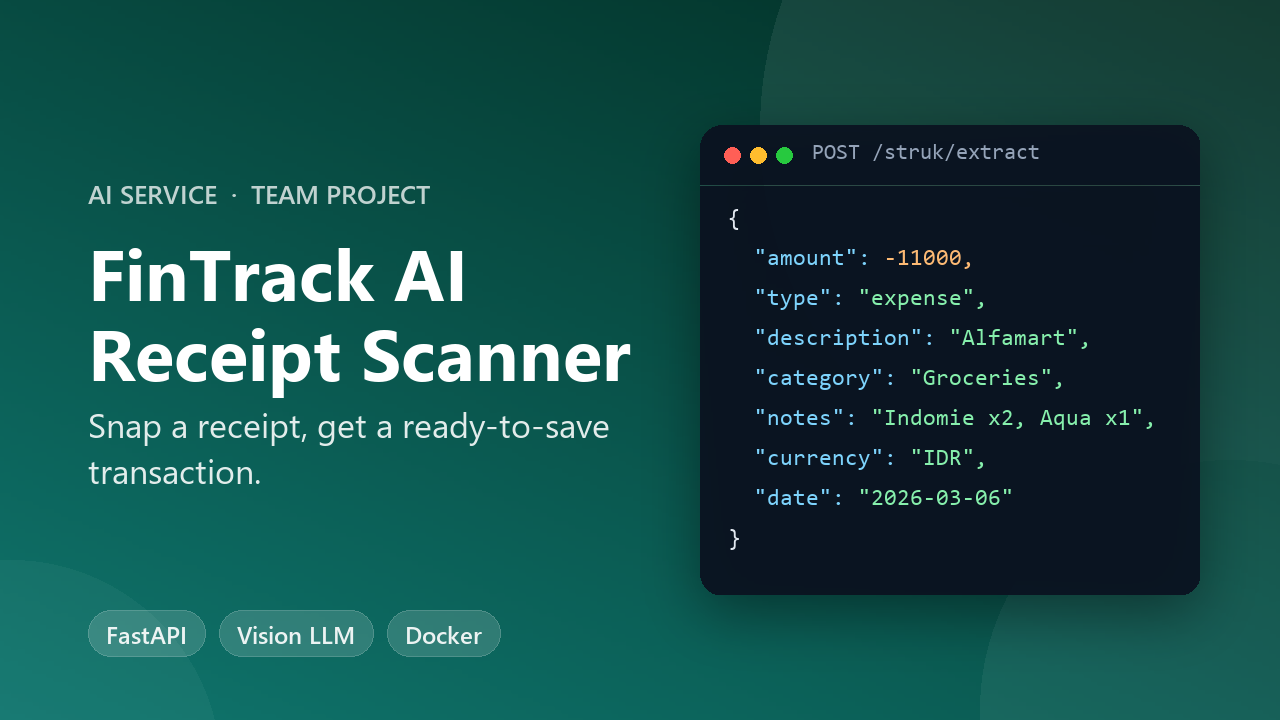 AI SERVICE · TEAM PROJECT
FinTrack AI
Receipt Scanner
Snap a receipt, get a ready-to-save
transaction.
FastAPI
Vision LLM
Docker
POST /struk/extract
{
"amount": -11000,
"type": "expense",
"description": "Alfamart",
"category": "Groceries",
"notes": "Indomie x2, Aqua x1",
"currency": "IDR",
"date": "2026-03-06"
}